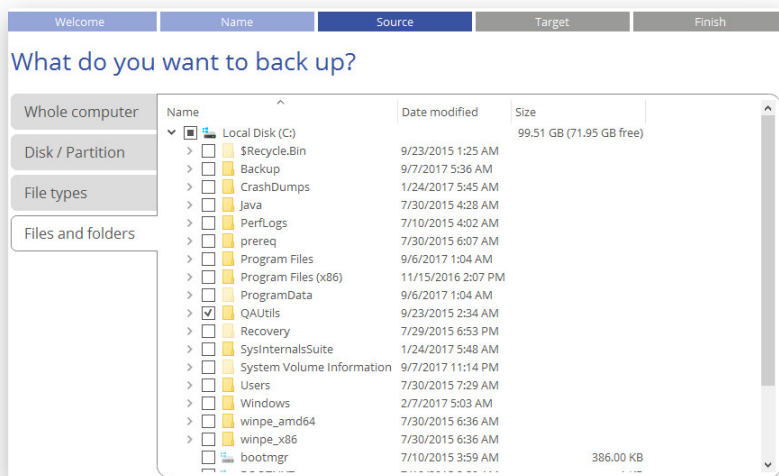 Welcome Name Source Target Finish
What do you want to back up?
Whole computer
Disk / Partition
File types
Files and folders
Name Date modified Size
Local Disk (C:) 99.51 GB (71.95 GB free)
$Recycle.Bin 9/23/2015 1:25 AM
Backup 9/7/2017 5:36 AM
CrashDumps 1/24/2017 5:45 AM
Java 7/30/2015 4:28 AM
PerfLogs 7/10/2015 4:02 AM
prereq 7/30/2015 6:07 AM
Program Files 9/6/2017 1:04 AM
Program Files (x86) 11/15/2016 2:07 PM
ProgramData 9/6/2017 1:04 AM
QAUtils 9/23/2015 2:34 AM
Recovery 7/29/2015 6:53 PM
SysInternalsSuite 1/24/2017 5:48 AM
System Volume Information 9/7/2017 11:14 PM
Users 7/30/2015 7:29 AM
Windows 2/7/2017 5:03 AM
winpe_amd64 7/30/2015 6:36 AM
winpe_x86 7/30/2015 6:36 AM
bootmgr 7/10/2015 3:59 AM 386.00 KB